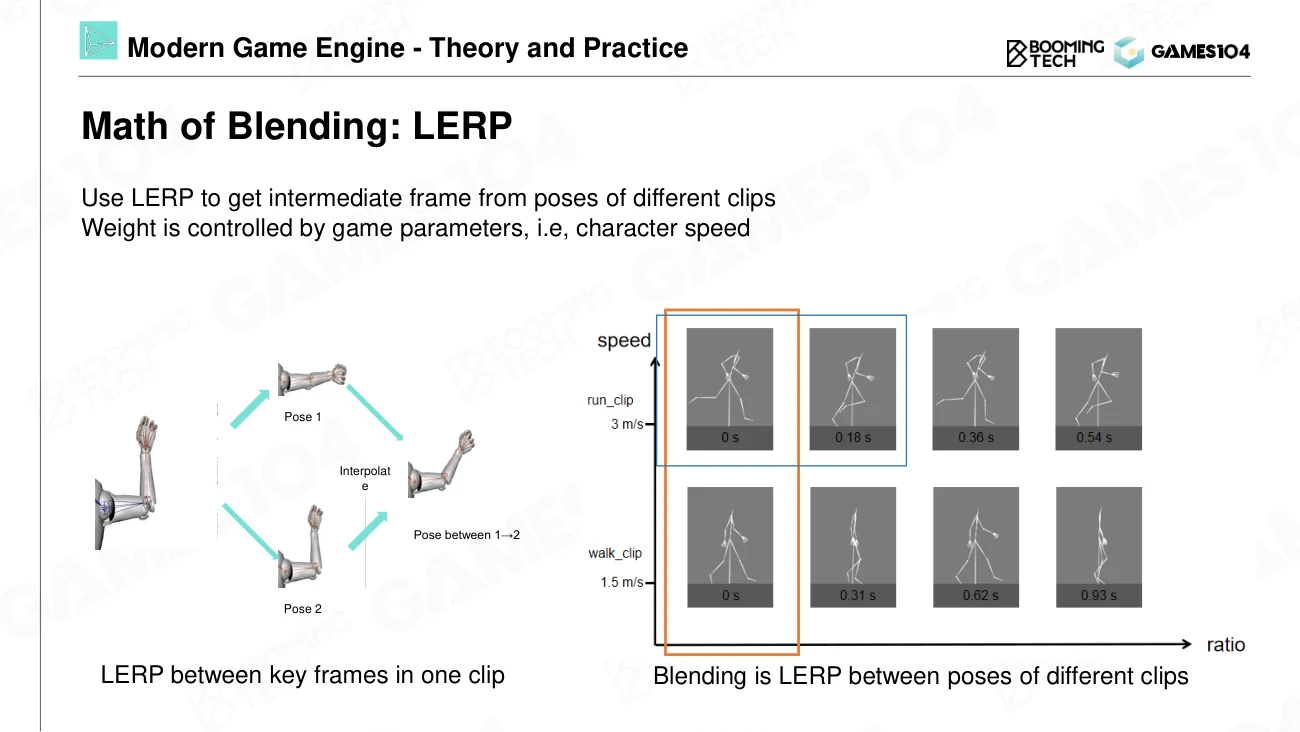 Modern Game Engine - Theory and Practice
BOOMING
TECH
GAMES104
Math of Blending: LERP
Use LERP to get intermediate frame from poses of different clips
Weight is controlled by game parameters, i.e, character speed
Pose 1
Interpolat
e
Pose between 1→2
Pose 2
LERP between key frames in one clip
speed
run_clip
3 m/s
0 s
0.18 s
0.36 s
0.54 s
walk_clip
1.5 m/s
0 s
0.31 s
0.62 s
0.93 s
ratio
Blending is LERP between poses of different clips